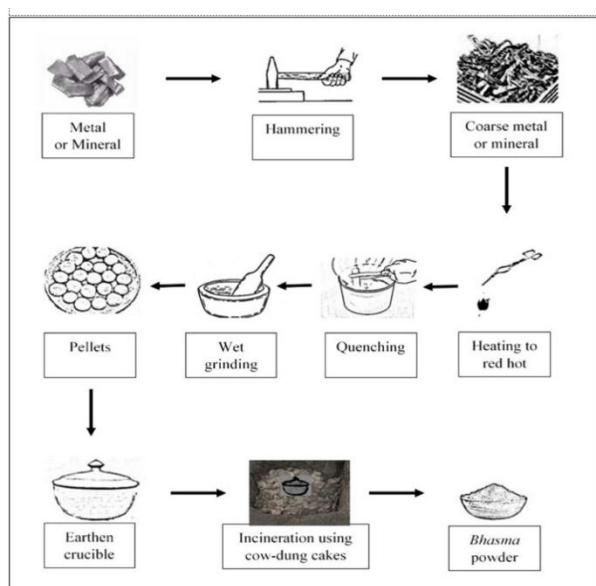 Metal
or Mineral
Hammering
Coarse metal
or mineral
Heating to
red hot
Quenching
Wet
grinding
Pellets
Earthen
crucible
Incineration using
cow-dung cakes
Bhasma
powder